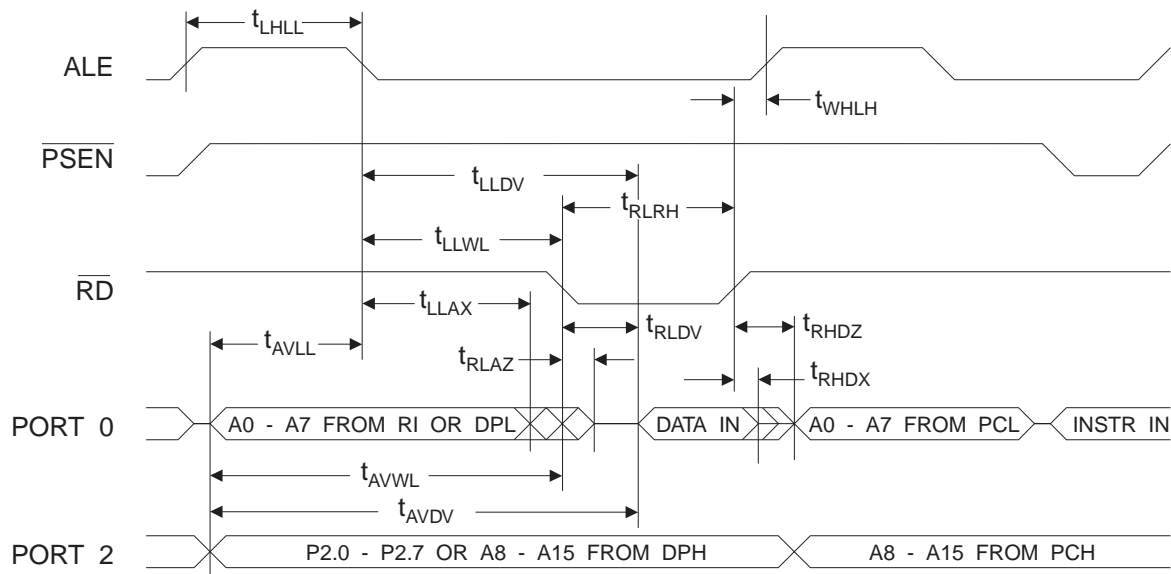 tLHLL
ALE
tWHLH
PSEN
tLLDV
tRLRH
tLLWL
RD
tLLAX
tRLDV
tRHDZ
tAVLL
tRLAZ
tRHDX
PORT 0
A0 - A7 FROM RI OR DPL
DATA IN
A0 - A7 FROM PCL
INSTR IN
tAVWL
tAVDV
PORT 2
P2.0 - P2.7 OR A8 - A15 FROM DPH
A8 - A15 FROM PCH